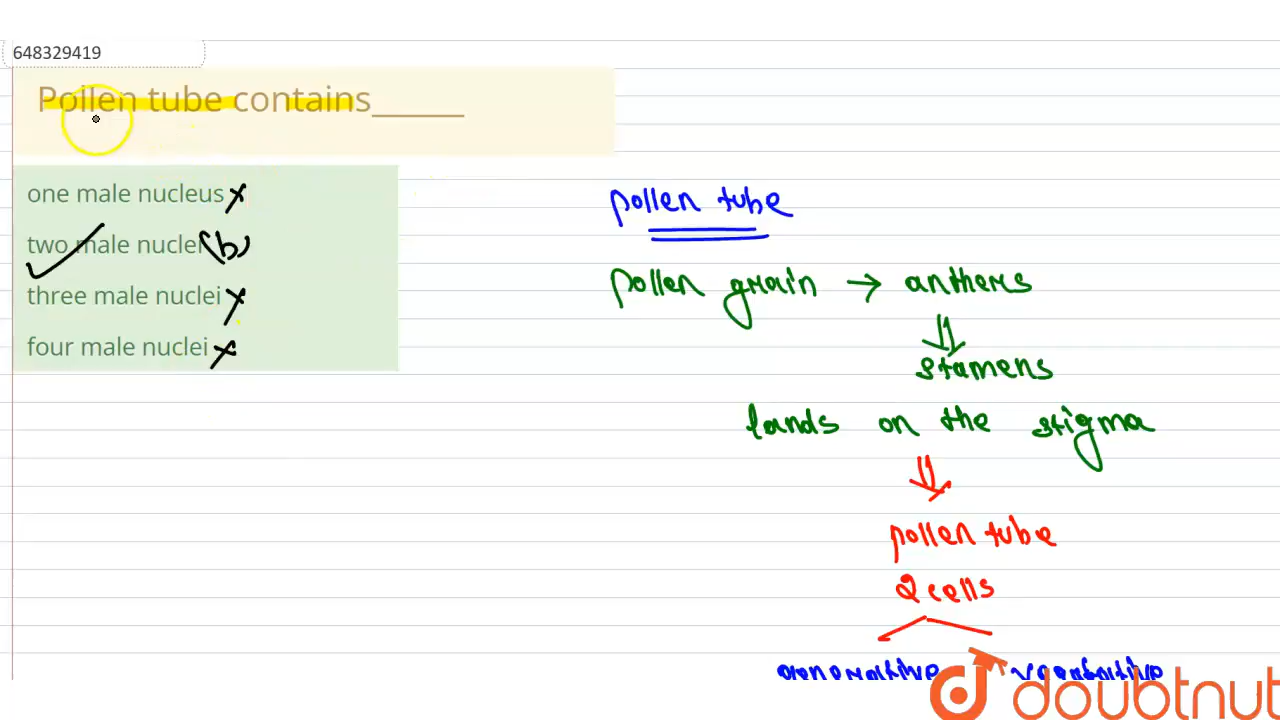 648329419
Pollen tube contains______
one male nucleus x
two male nuclei (b)
three male nuclei x
four male nuclei x
pollen tube
pollen grain → anthers
stamens
lands on the stigma
pollen tube
2 cells
doubtnut